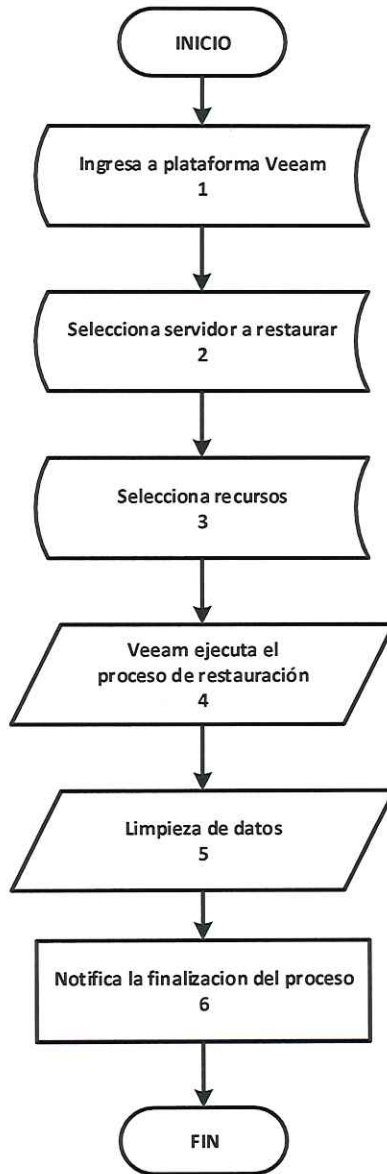 INICIO
Ingresa a plataforma Veeam
1
Selecciona servidor a restaurar
2
Selecciona recursos
3
Veeam ejecuta el
proceso de restauración
4
Limpieza de datos
5
Notifica la finalizacion del proceso
6
FIN